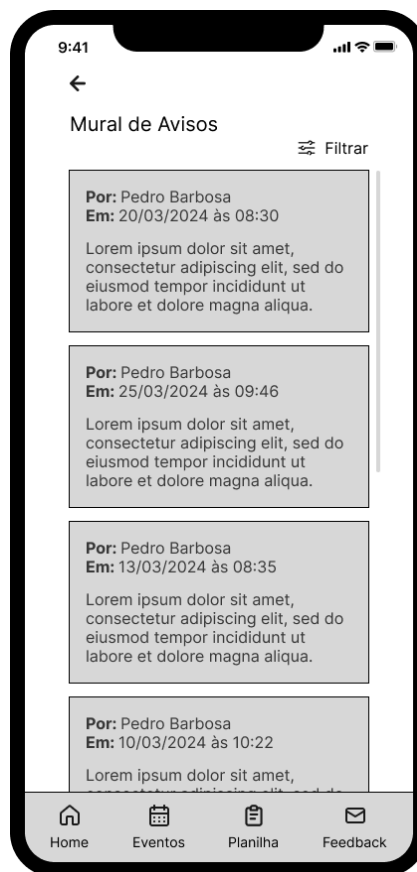 9:41
Mural de Avisos
Filtrar
Por: Pedro Barbosa
Em: 20/03/2024 às 08:30
Lorem ipsum dolor sit amet,
consectetur adipiscing elit, sed do
eiusmod tempor incididunt ut
labore et dolore magna aliqua.
Por: Pedro Barbosa
Em: 25/03/2024 às 09:46
Lorem ipsum dolor sit amet,
consectetur adipiscing elit, sed do
eiusmod tempor incididunt ut
labore et dolore magna aliqua.
Por: Pedro Barbosa
Em: 13/03/2024 às 08:35
Lorem ipsum dolor sit amet,
consectetur adipiscing elit, sed do
eiusmod tempor incididunt ut
labore et dolore magna aliqua.
Por: Pedro Barbosa
Em: 10/03/2024 às 10:22
Lorem ipsum dolor sit amet,
Home Eventos Planilha Feedback